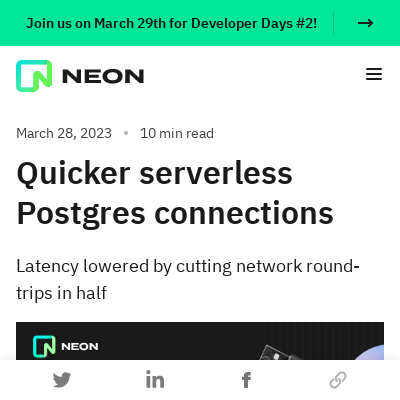 Join us on March 29th for Developer Days #2!
NEON
March 28, 2023 • 10 min read
Quicker serverless
Postgres connections
Latency lowered by cutting network round-
trips in half
NEON